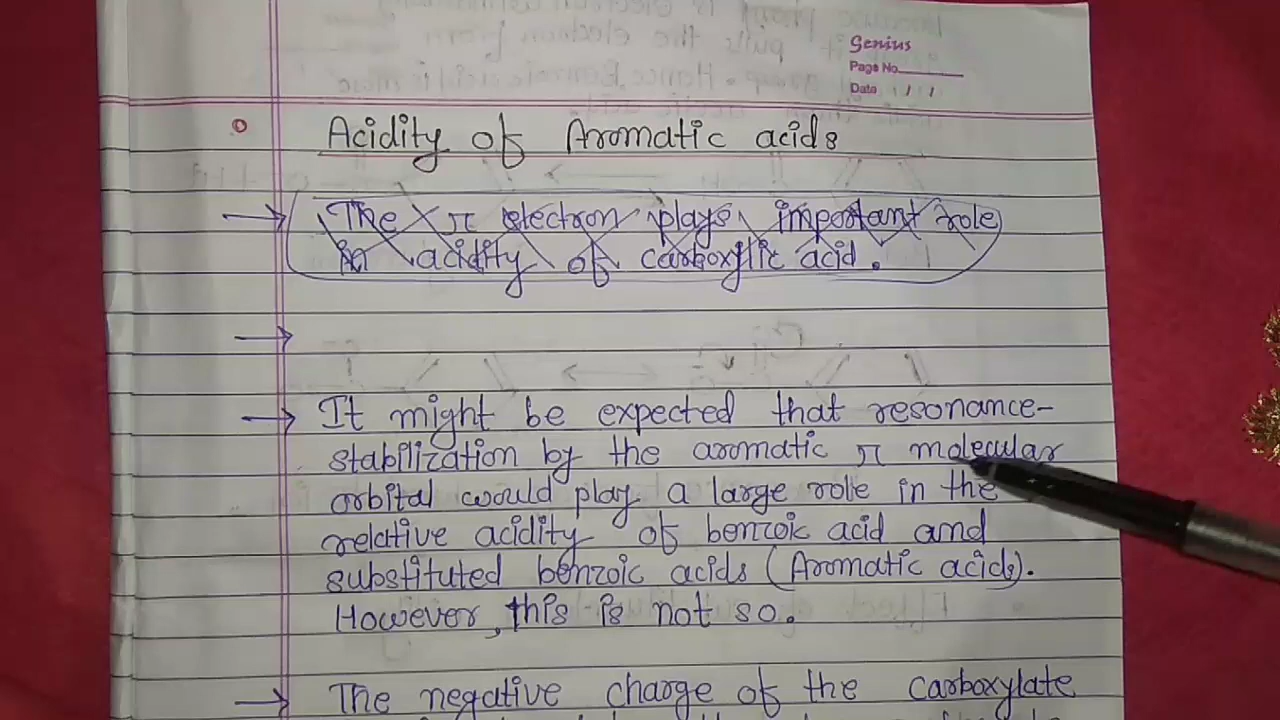 Genius
Page No.
Date / /
Acidity of Aromatic acids
The π electron plays important role
in acidity of carboxylic acid.
It might be expected that resonance-
stabilization by the aromatic π molecular
orbital would play a large role in the
relative acidity of benzoic acid and
substituted benzoic acids (Aromatic acids).
However, this is not so.
The negative charge of the carboxylate